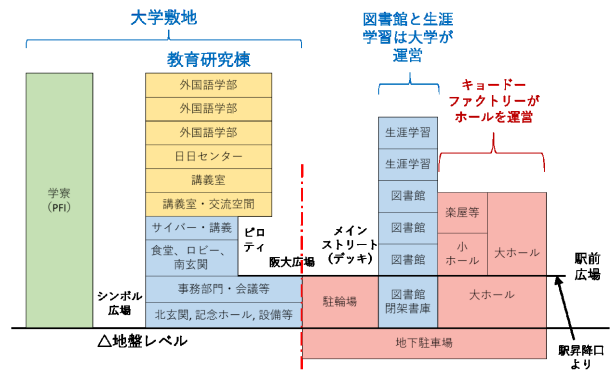 大学敷地
図書館と生涯
学習は大学が
運営
教育研究棟
キョードー
ファクトリーが
ホールを運営
外国語学部
外国語学部
外国語学部
日日センター
講義室
講義室・交流空間
サイバー・講義
食堂、ロビー、
南玄関
事務部門・会議等
北玄関, 記念ホール, 設備等
学寮
(PFI)
ピロ
ティ
阪大広場
メイン
ストリート
(デッキ)
シンボル
広場
生涯学習
生涯学習
図書館
図書館
図書館
図書館
閉架書庫
楽屋等
小
ホール
大ホール
大ホール
駐輪場
地下駐車場
駅前
広場
△地盤レベル
駅昇降口
より